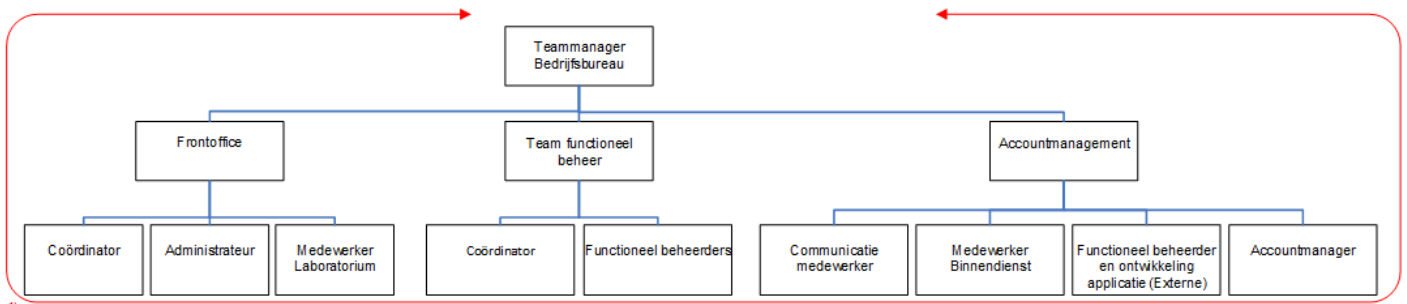 Teammanager
Bedrijfsbureau
Frontoffice
Team functioneel
beheer
Accountmanagement
Coördinator
Administrateur
Medewerker
Laboratorium
Coördinator
Functioneel beheerders
Communicatie
medewerker
Medewerker
Binnendienst
Functioneel beheerder
en ontwikkeling
applicatie (Externe)
Accountmanager